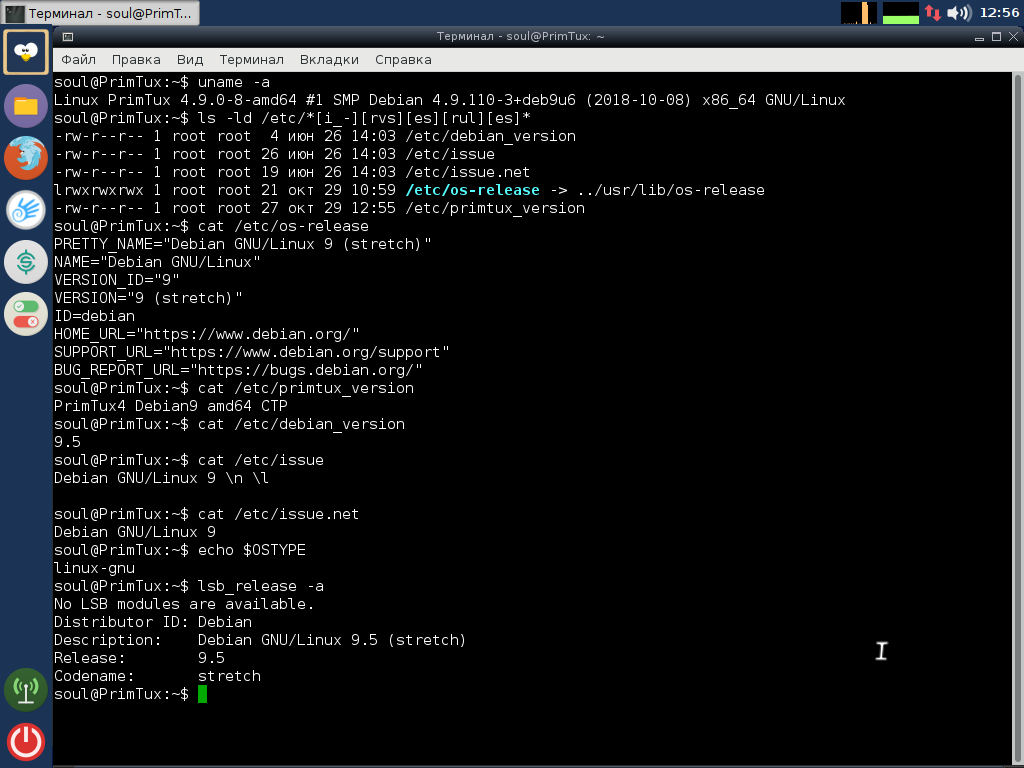 Терминал - soul@PrimT...
12:56
Терминал - soul@PrimTux: ~
Файл Правка Вид Терминал Вкладки Справка
soul@PrimTux:~$ uname -a
Linux PrimTux 4.9.0-8-amd64 #1 SMP Debian 4.9.110-3+deb9u6 (2018-10-08) x86_64 GNU/Linux
soul@PrimTux:~$ ls -ld /etc/*[i_-][rvs][es][rul][es]*
-rw-r--r-- 1 root root  4 июн 26 14:03 /etc/debian_version
-rw-r--r-- 1 root root 26 июн 26 14:03 /etc/issue
-rw-r--r-- 1 root root 19 июн 26 14:03 /etc/issue.net
lrwxrwxrwx 1 root root 21 окт 29 10:59 /etc/os-release -> ../usr/lib/os-release
-rw-r--r-- 1 root root 27 окт 29 12:55 /etc/primtux_version
soul@PrimTux:~$ cat /etc/os-release
PRETTY_NAME="Debian GNU/Linux 9 (stretch)"
NAME="Debian GNU/Linux"
VERSION_ID="9"
VERSION="9 (stretch)"
ID=debian
HOME_URL="https://www.debian.org/"
SUPPORT_URL="https://www.debian.org/support"
BUG_REPORT_URL="https://bugs.debian.org/"
soul@PrimTux:~$ cat /etc/primtux_version
PrimTux4 Debian9 amd64 CTP
soul@PrimTux:~$ cat /etc/debian_version
9.5
soul@PrimTux:~$ cat /etc/issue
Debian GNU/Linux 9 \n \l
soul@PrimTux:~$ cat /etc/issue.net
Debian GNU/Linux 9
soul@PrimTux:~$ echo $OSTYPE
linux-gnu
soul@PrimTux:~$ lsb_release -a
No LSB modules are available.
Distributor ID: Debian
Description:    Debian GNU/Linux 9.5 (stretch)
Release:        9.5
Codename:       stretch
soul@PrimTux:~$